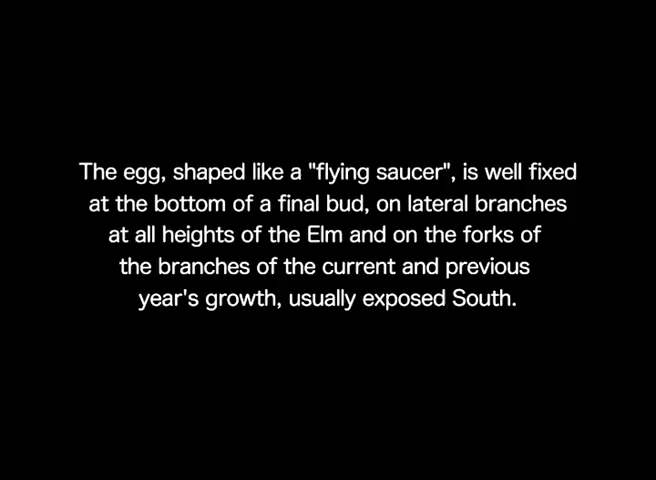 The egg, shaped like a "flying saucer", is well fixed
at the bottom of a final bud, on lateral branches
at all heights of the Elm and on the forks of
the branches of the current and previous
year's growth, usually exposed South.